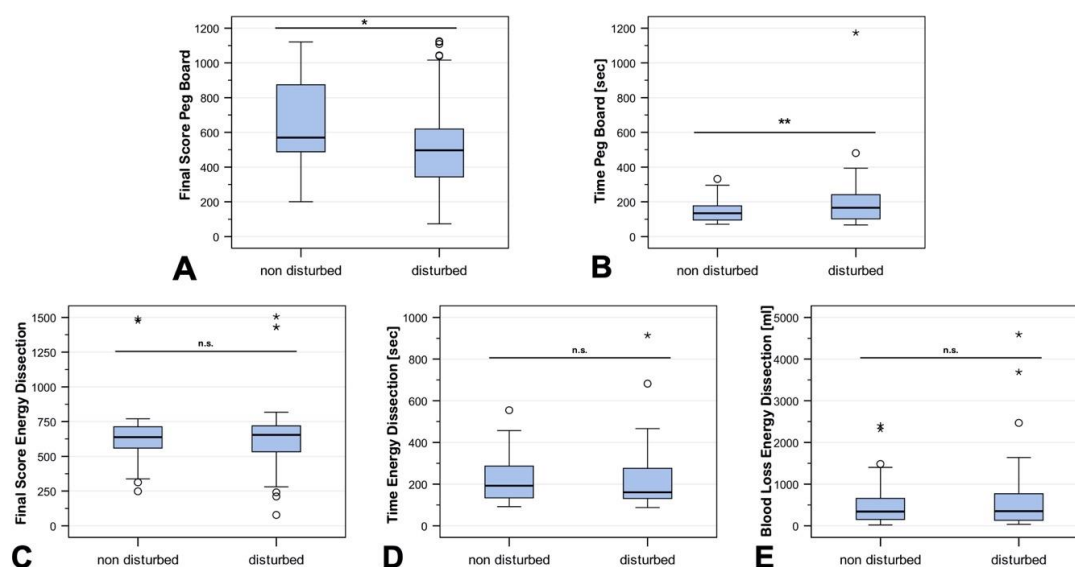 Final Score Peg Board
1200
1000
800
600
400
200
0
*
non disturbed
disturbed
A
Time Peg Board [sec]
1200
1000
800
600
400
200
0
*
**
non disturbed
disturbed
B
Final Score Energy Dissection
1500
1250
1000
750
500
250
0
n.s.
non disturbed
disturbed
C
Time Energy Dissection [sec]
1000
800
600
400
200
0
n.s.
non disturbed
disturbed
D
Blood Loss Energy Dissection [ml]
5000
4000
3000
2000
1000
500
0
n.s.
non disturbed
disturbed
E